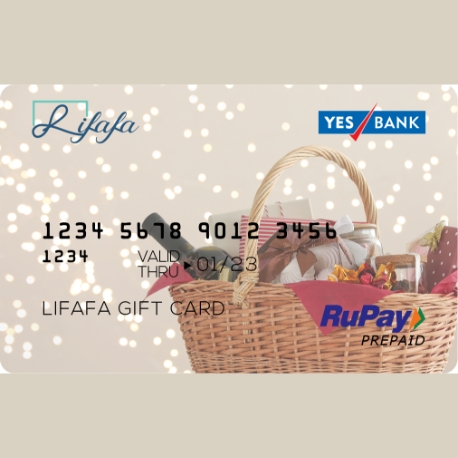 Lifafa
YES BANK
1234 5678 9012 3456
1234
VALID
THRU ▸ 01/23
LIFAFA GIFT CARD
RuPay
PREPAID